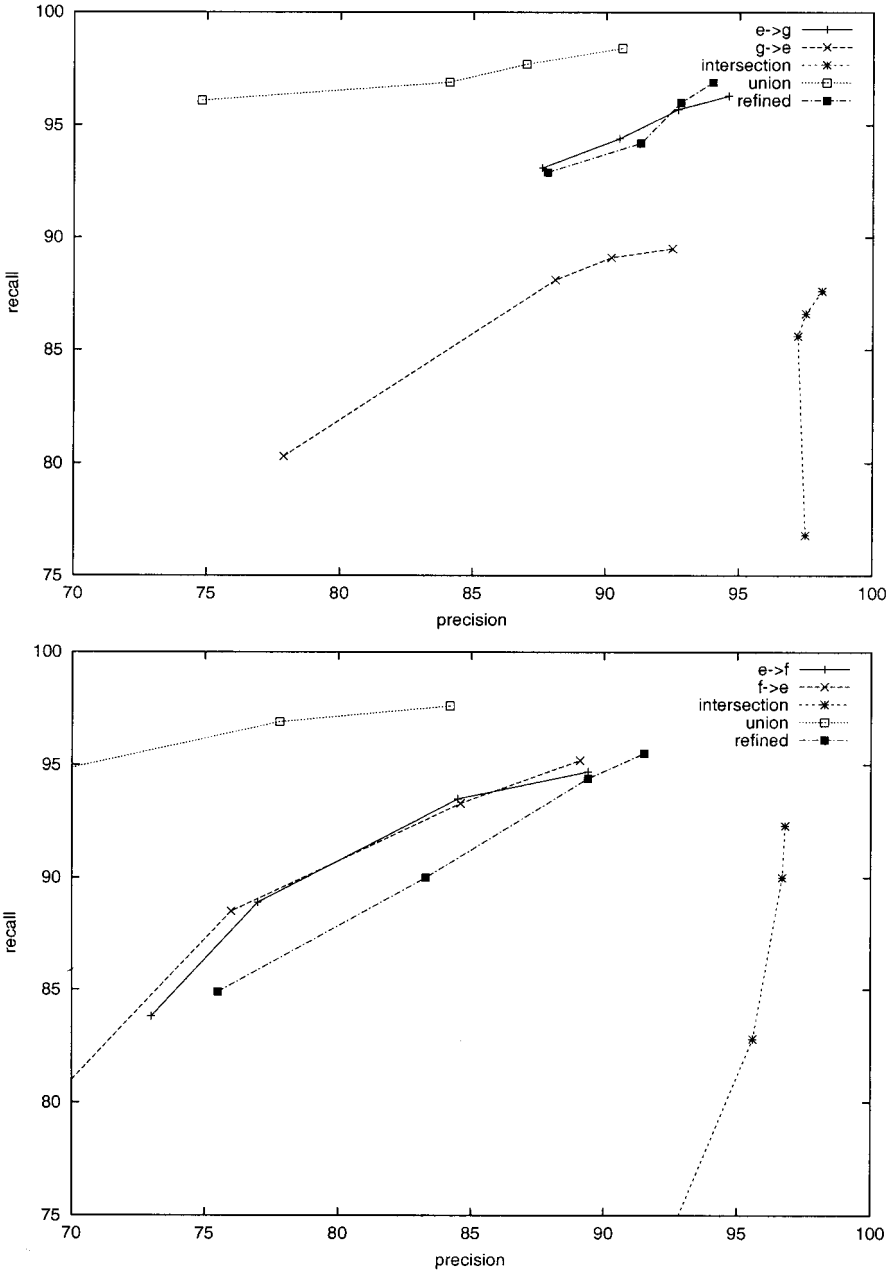 100
95
90
85
80
75
recall
70
75
80
85
90
95
100
precision
e->g
g->e
intersection
union
refined
100
95
90
85
80
75
recall
70
75
80
85
90
95
100
precision
e->f
f->e
intersection
union
refined